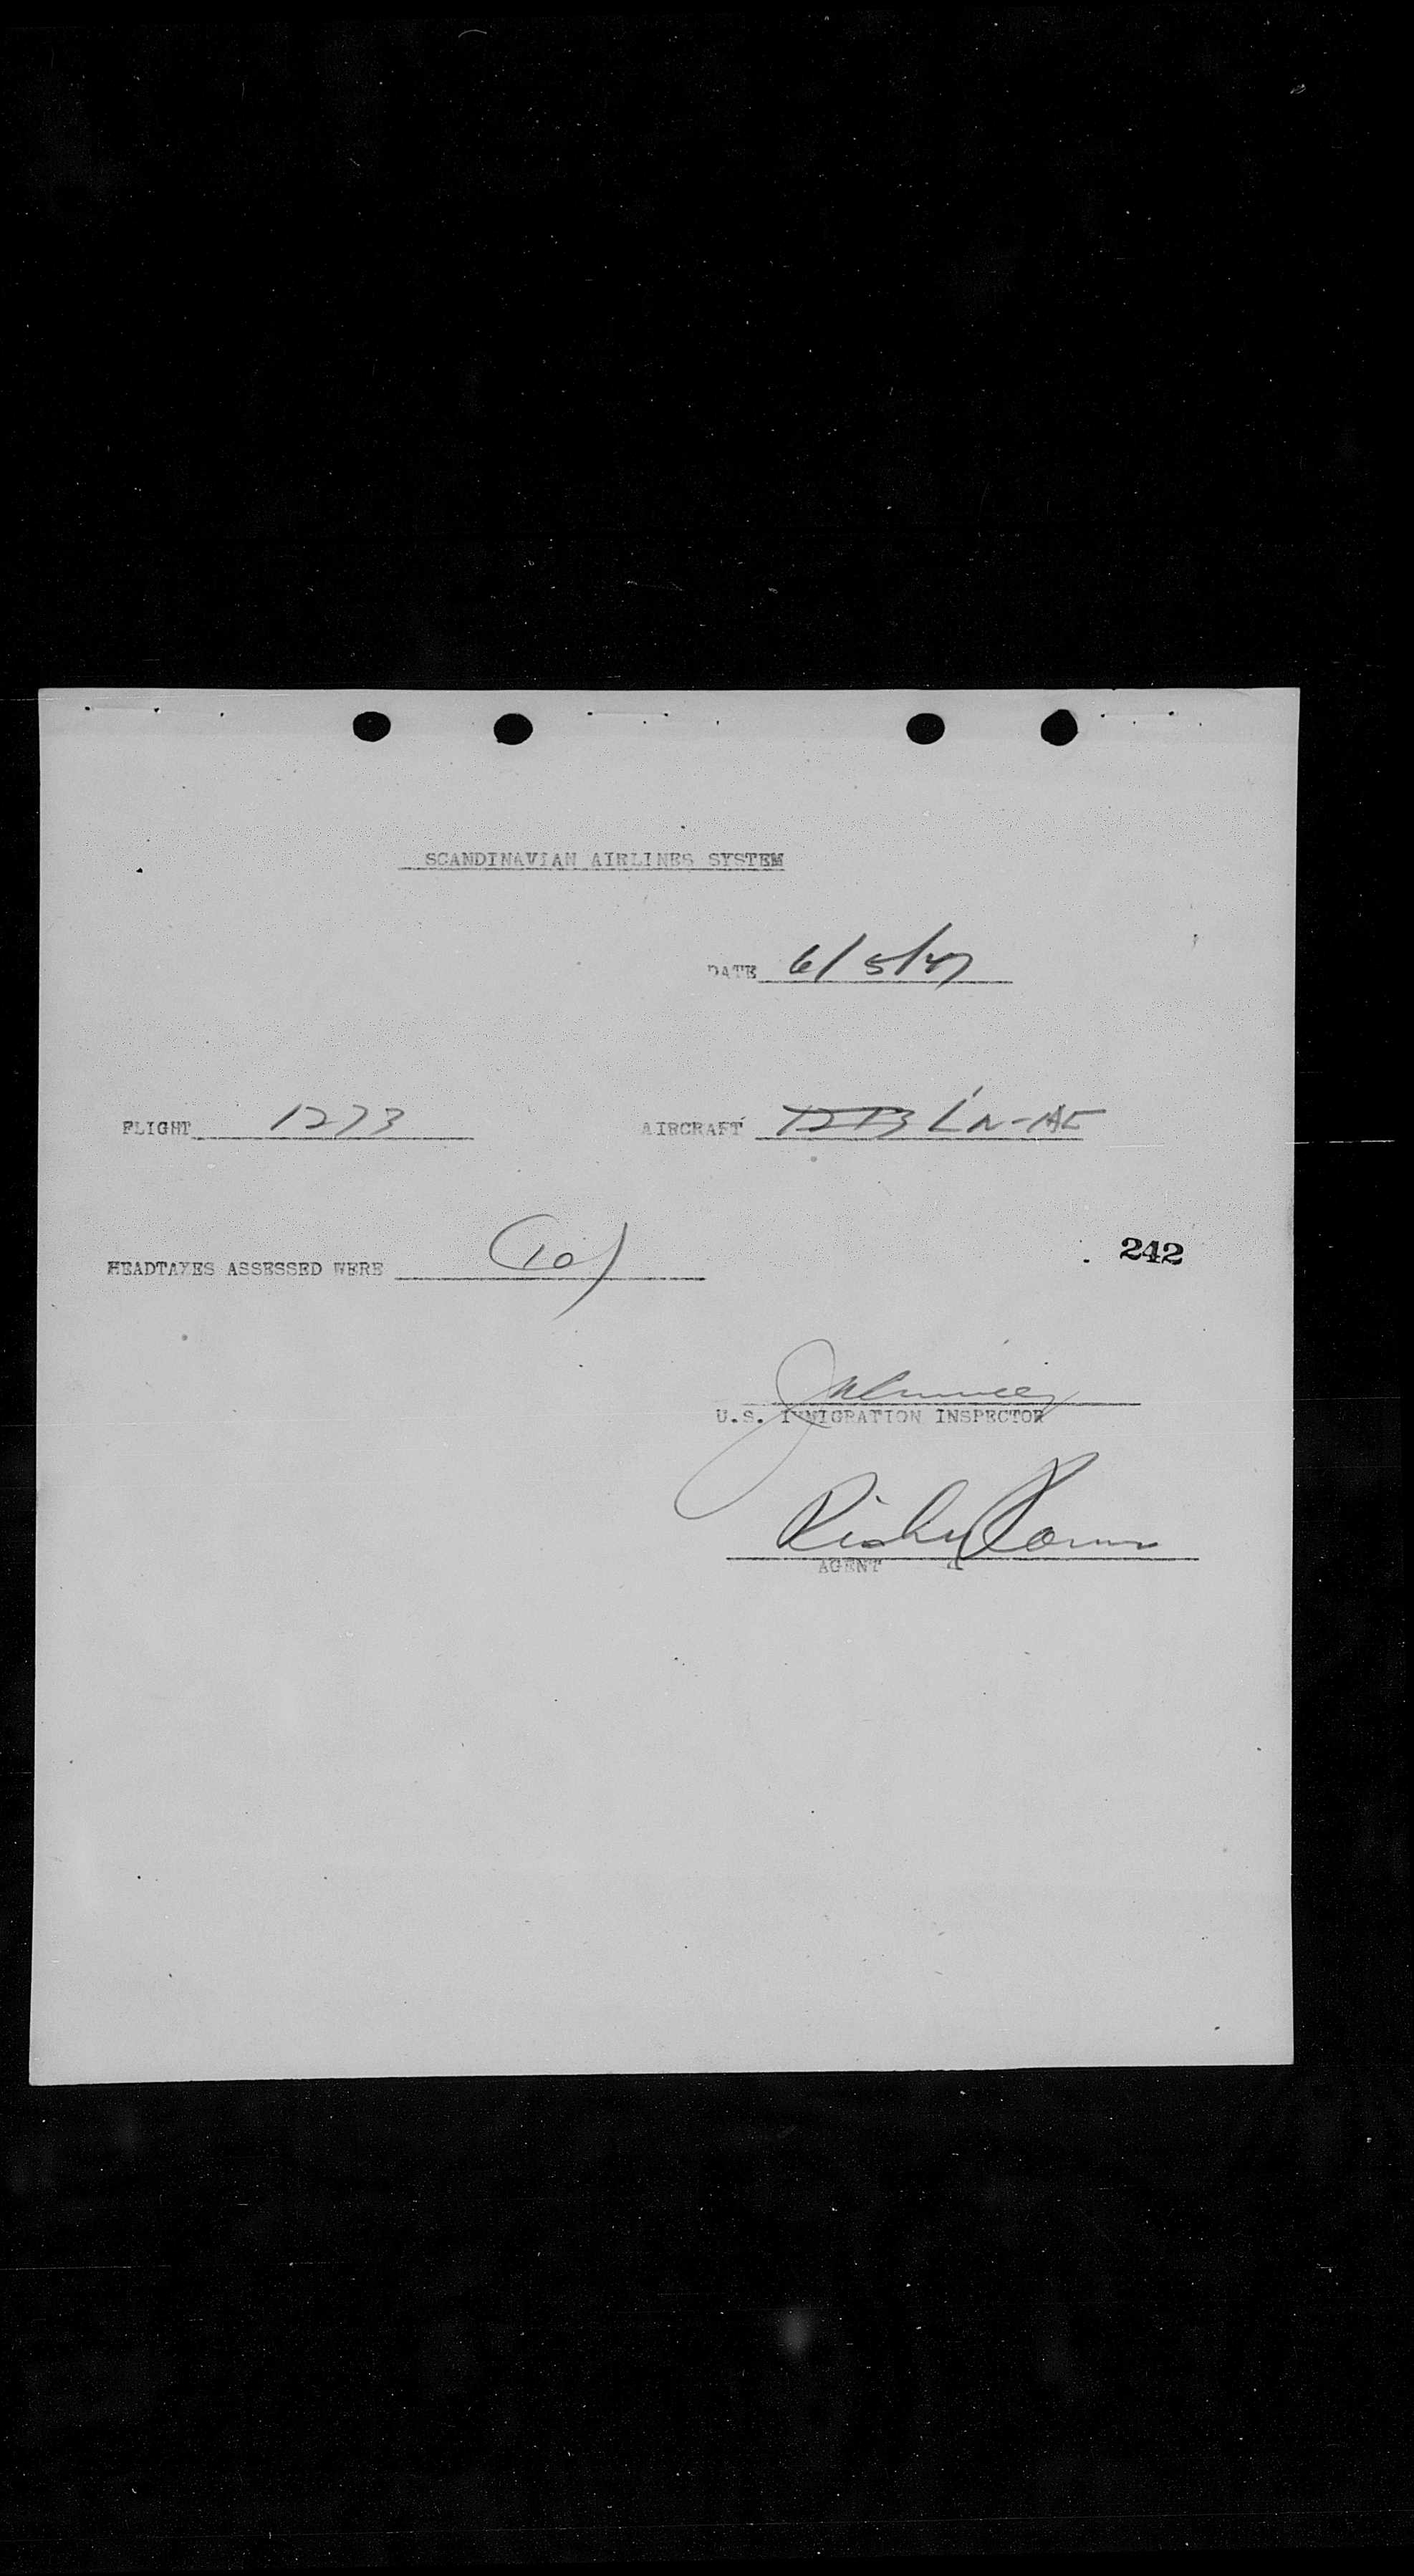 SCANDINAVIAN AIRLINES SYSTEM
DATE 6/5/47
FLIGHT 1273 AIRCRAFT 1273 LN-IAE
HEADTAXES ASSESSED WERE (10)
242
U.S. IMMIGRATION INSPECTOR
AGENT